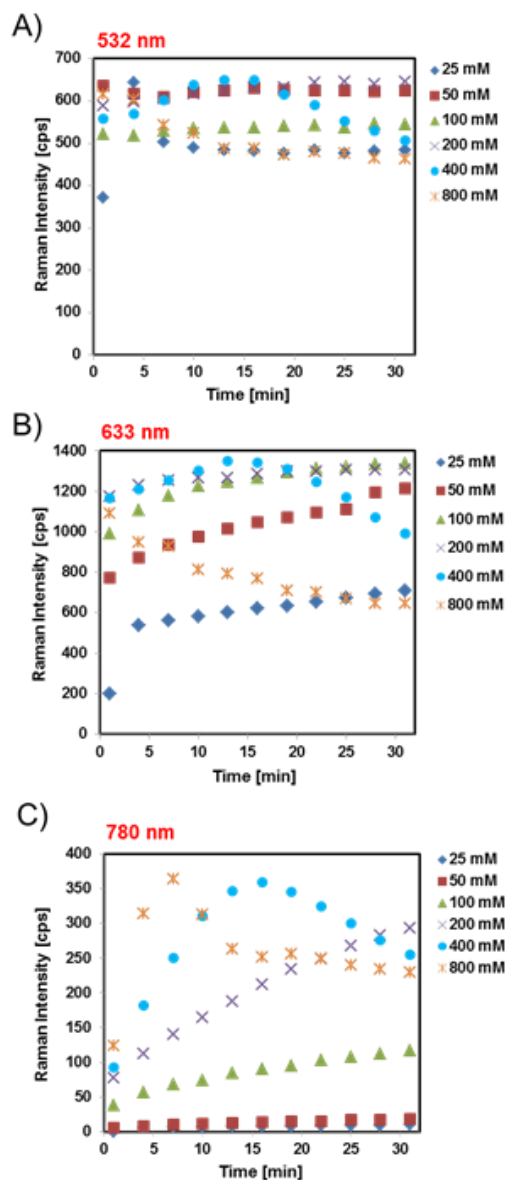 A)
532 nm
700
600
500
400
300
200
100
0
0 5 10 15 20 25 30
Raman Intensity [cps]
Time [min]
25 mM
50 mM
100 mM
200 mM
400 mM
800 mM
B)
633 nm
1400
1200
1000
800
600
400
200
0
0 5 10 15 20 25 30
Raman Intensity [cps]
Time [min]
25 mM
50 mM
100 mM
200 mM
400 mM
800 mM
C)
780 nm
400
350
300
250
200
150
100
50
0
0 5 10 15 20 25 30
Raman Intensity [cps]
Time [min]
25 mM
50 mM
100 mM
200 mM
400 mM
800 mM